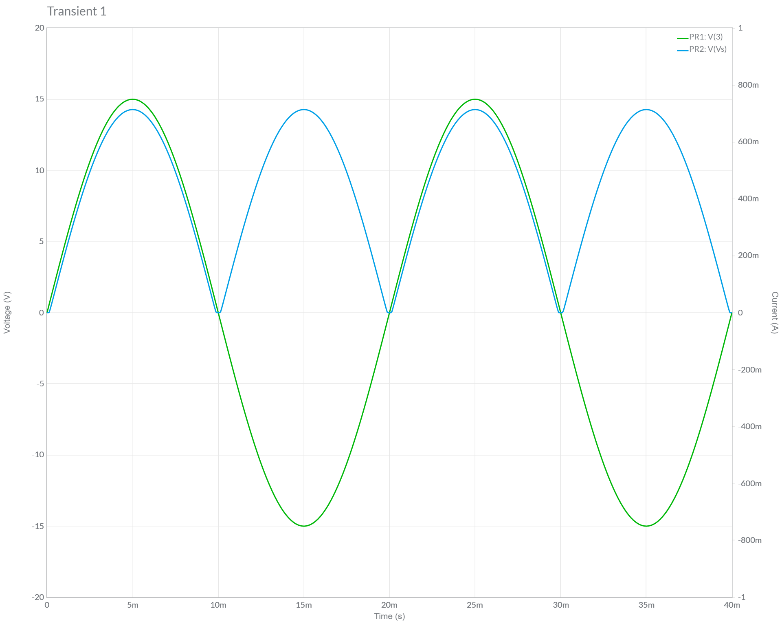 Transient 1
PR1: V(3)
PR2: V(Vs)
20
15
10
5
0
-5
-10
-15
-20
Voltage (V)
1
800m
600m
400m
200m
0
-200m
-400m
-600m
-800m
-1
Current (A)
0 5m 10m 15m 20m 25m 30m 35m 40m
Time (s)